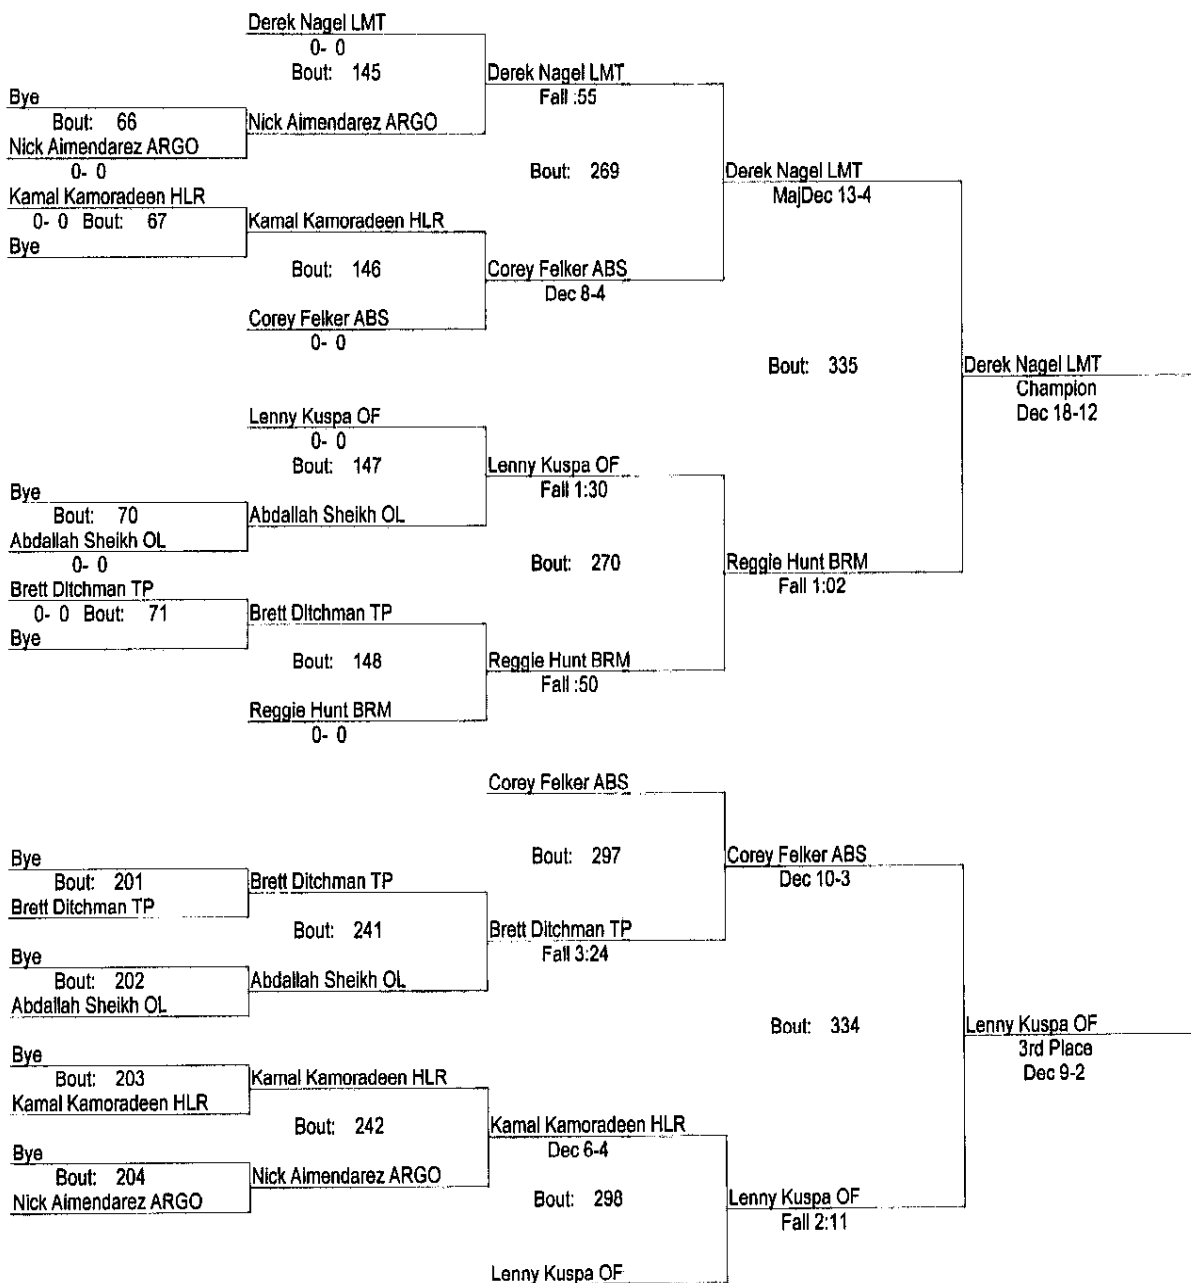 Derek Nagel LMT
0- 0
Bout: 145
Derek Nagel LMT
Fall :55
Bye
Bout: 66
Nick Aimendarez ARGO
Nick Aimendarez ARGO
0- 0
Bout: 269
Derek Nagel LMT
MajDec 13-4
Kamal Kamoradeen HLR
0- 0 Bout: 67
Kamal Kamoradeen HLR
Bye
Bout: 146
Corey Felker ABS
Dec 8-4
Corey Felker ABS
0- 0
Bout: 335
Derek Nagel LMT
Champion
Dec 18-12
Lenny Kuspa OF
0- 0
Bout: 147
Lenny Kuspa OF
Fall 1:30
Bye
Bout: 70
Abdallah Sheikh OL
Abdallah Sheikh OL
0- 0
Bout: 270
Reggie Hunt BRM
Fall 1:02
Brett Ditchman TP
0- 0 Bout: 71
Brett Ditchman TP
Bye
Bout: 148
Reggie Hunt BRM
Fall :50
Reggie Hunt BRM
0- 0
Corey Felker ABS
Bout: 297
Corey Felker ABS
Dec 10-3
Bye
Bout: 201
Brett Ditchman TP
Brett Ditchman TP
Bout: 241
Brett Ditchman TP
Fall 3:24
Bye
Bout: 202
Abdallah Sheikh OL
Abdallah Sheikh OL
Bout: 334
Lenny Kuspa OF
3rd Place
Dec 9-2
Bye
Bout: 203
Kamal Kamoradeen HLR
Kamal Kamoradeen HLR
Bout: 242
Kamal Kamoradeen HLR
Dec 6-4
Bye
Bout: 204
Nick Aimendarez ARGO
Nick Aimendarez ARGO
Bout: 298
Lenny Kuspa OF
Fall 2:11
Lenny Kuspa OF